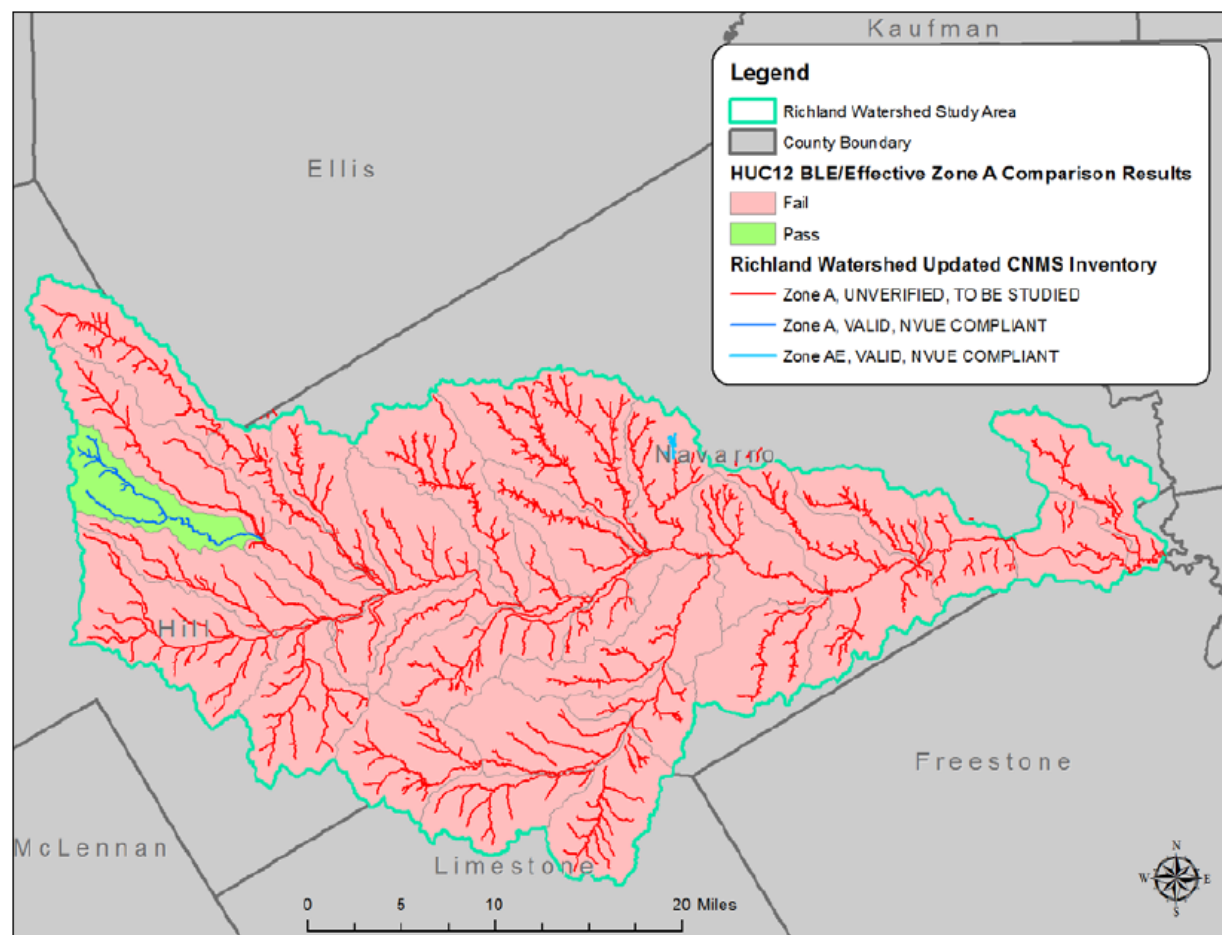 Kaufman
Legend
Richland Watershed Study Area
County Boundary
HUC12 BLE/Effective Zone A Comparison Results
Fail
Pass
Richland Watershed Updated CNMS Inventory
Zone A, UNVERIFIED, TO BE STUDIED
Zone A, VALID, NVUE COMPLIANT
Zone AE, VALID, NVUE COMPLIANT
Ellis
Navarro
Hill
Freestone
McLennan
Limestone
0 5 10 20 Miles
N
W E
S